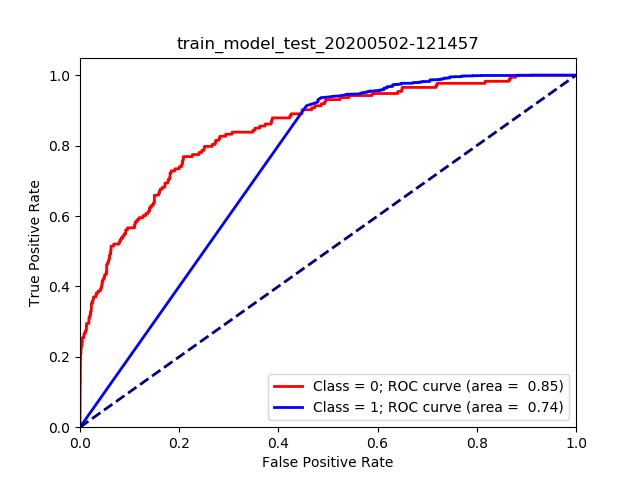 train_model_test_20200502-121457
1.0
0.8
0.6
0.4
0.2
0.0
True Positive Rate
Class = 0; ROC curve (area =  0.85)
Class = 1; ROC curve (area =  0.74)
0.0 0.2 0.4 0.6 0.8 1.0
False Positive Rate